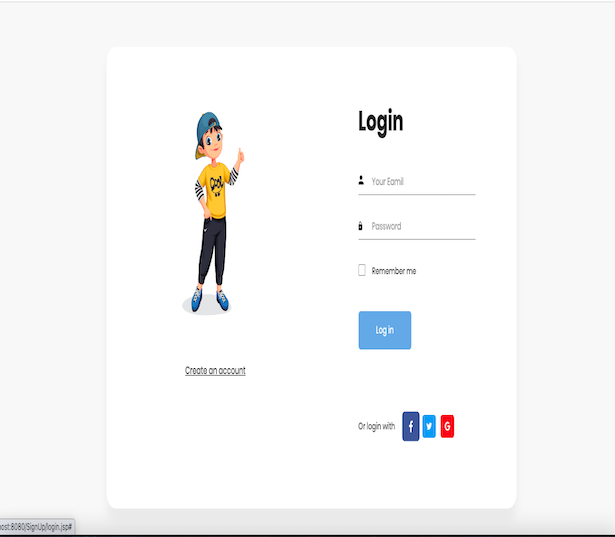 Login
Your Eamil
Password
Remember me
Log in
Create an account
Or login with
f
G
ost:8080/SignUp/login.jsp#